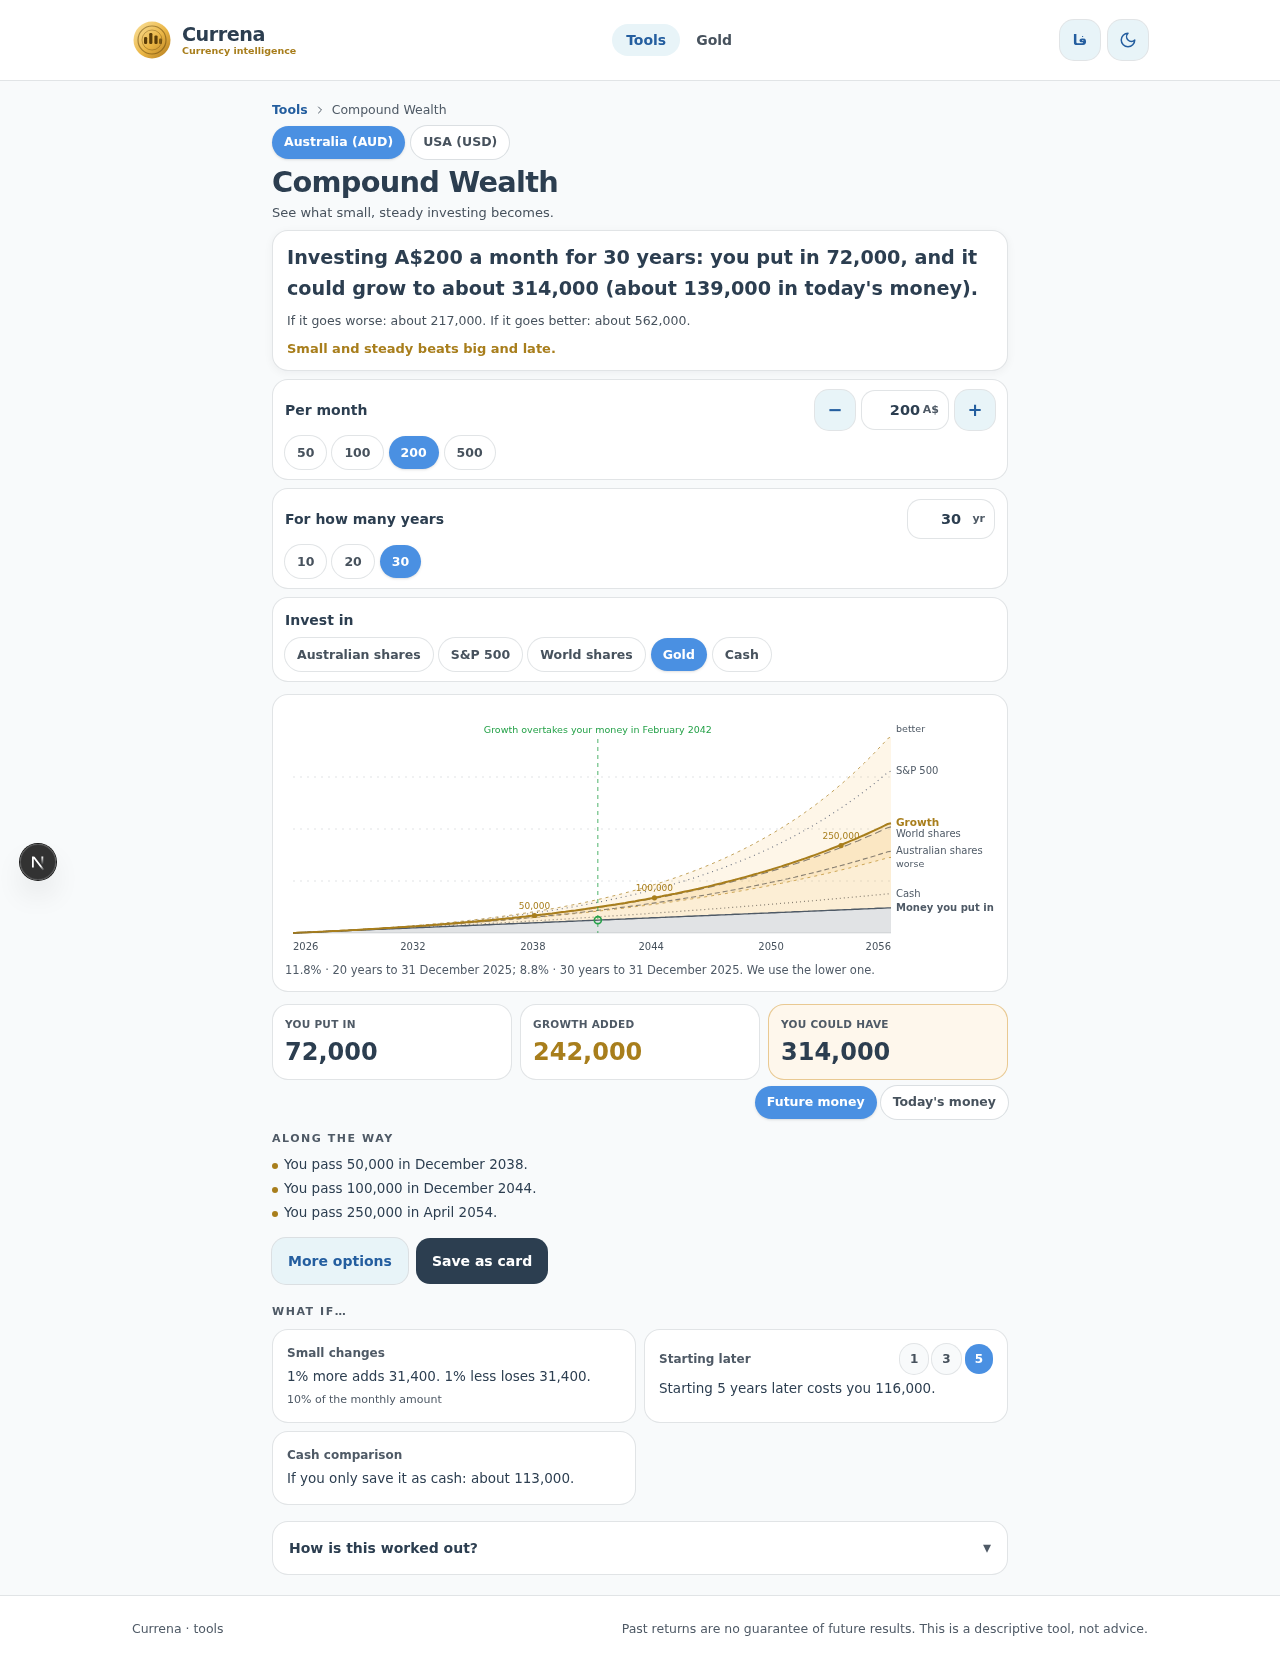 Currena
Currency intelligence
Tools
Gold
فا
Tools › Compound Wealth
Australia (AUD)
USA (USD)
Compound Wealth
See what small, steady investing becomes.
Investing A$200 a month for 30 years: you put in 72,000, and it
could grow to about 314,000 (about 139,000 in today's money).
If it goes worse: about 217,000. If it goes better: about 562,000.
Small and steady beats big and late.
Per month
− 200 A$ +
50 100 200 500
For how many years
30 yr
10 20 30
Invest in
Australian shares S&P 500 World shares Gold Cash
Growth overtakes your money in February 2042
better
S&P 500
Growth
World shares
250,000
Australian shares
worse
100,000
Cash
50,000
Money you put in
2026 2032 2038 2044 2050 2056
11.8% · 20 years to 31 December 2025; 8.8% · 30 years to 31 December 2025. We use the lower one.
YOU PUT IN
72,000
GROWTH ADDED
242,000
YOU COULD HAVE
314,000
Future money
Today's money
ALONG THE WAY
You pass 50,000 in December 2038.
You pass 100,000 in December 2044.
You pass 250,000 in April 2054.
More options
Save as card
WHAT IF…
Small changes
1% more adds 31,400. 1% less loses 31,400.
10% of the monthly amount
Starting later
1 3 5
Starting 5 years later costs you 116,000.
Cash comparison
If you only save it as cash: about 113,000.
How is this worked out? ▾
Currena · tools
Past returns are no guarantee of future results. This is a descriptive tool, not advice.